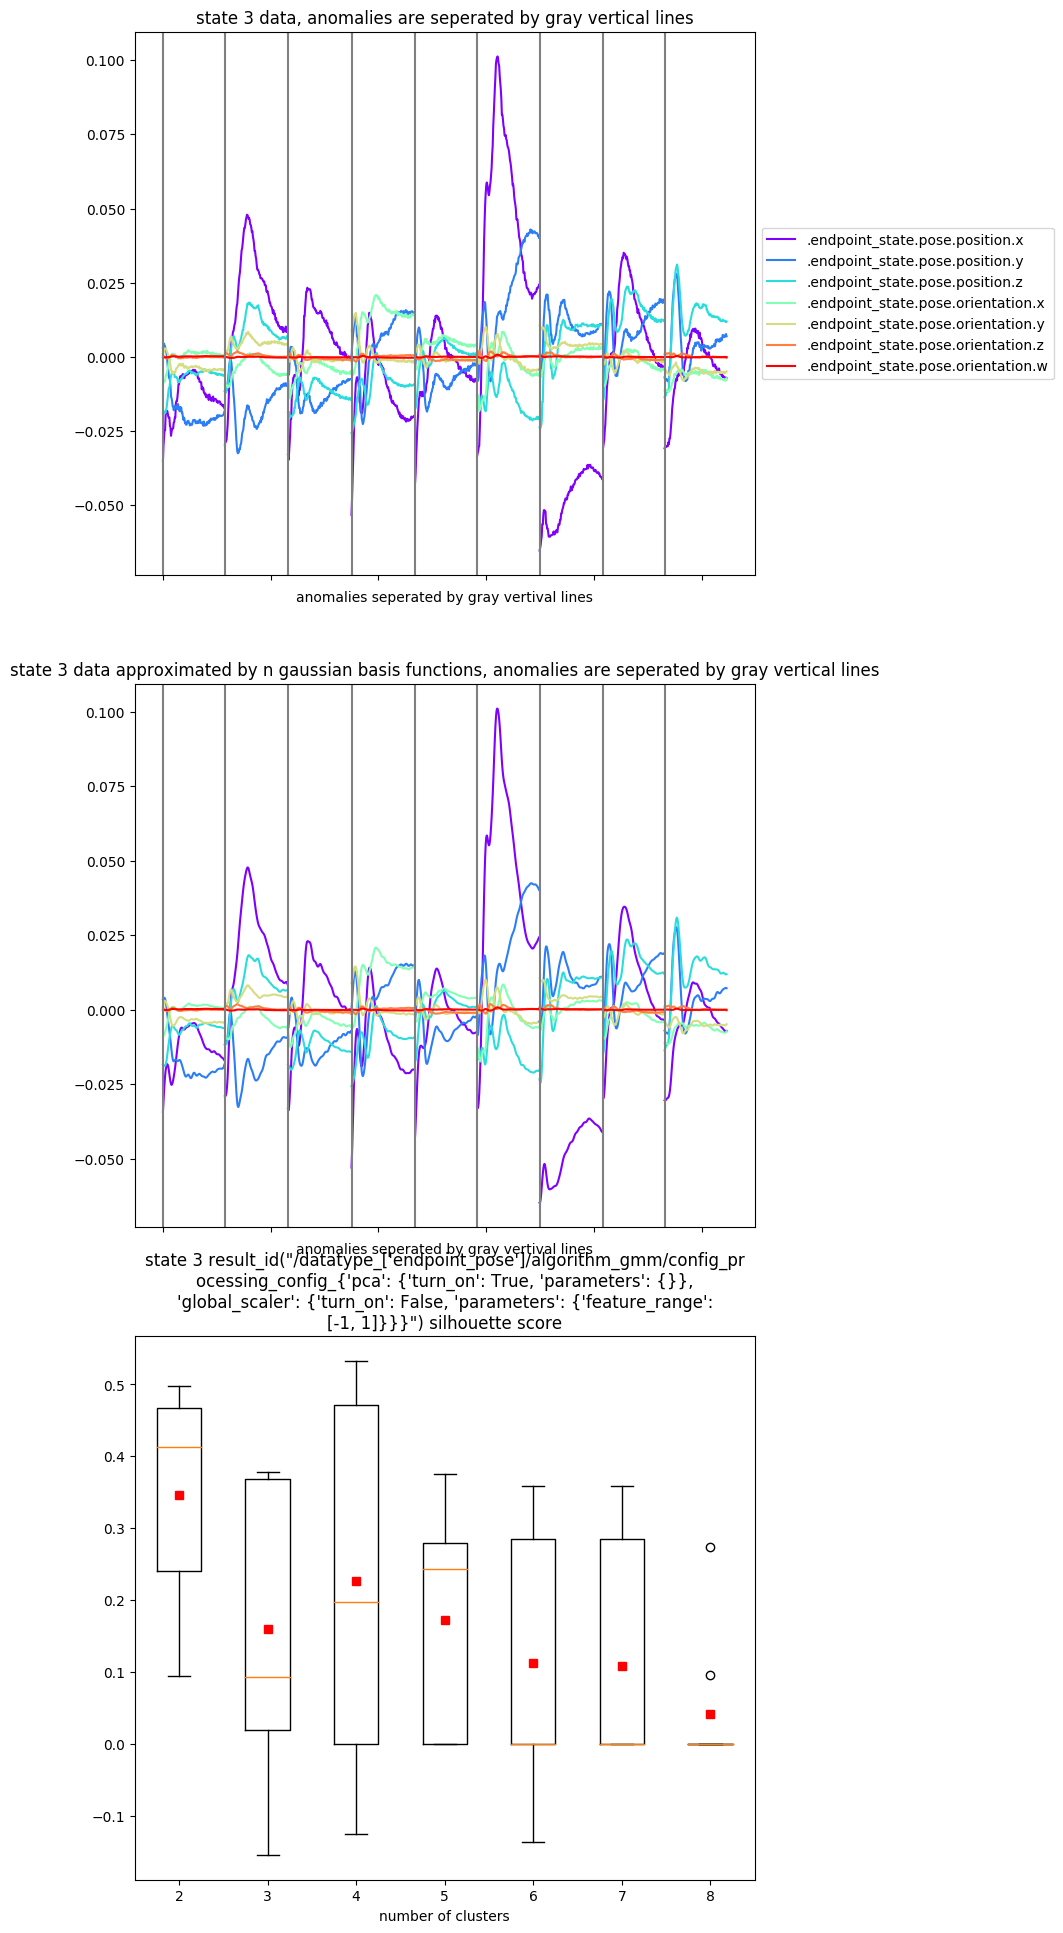 state 3 data, anomalies are seperated by gray vertical lines
0.100
0.075
0.050
0.025
0.000
−0.025
−0.050
anomalies seperated by gray vertival lines
.endpoint_state.pose.position.x
.endpoint_state.pose.position.y
.endpoint_state.pose.position.z
.endpoint_state.pose.orientation.x
.endpoint_state.pose.orientation.y
.endpoint_state.pose.orientation.z
.endpoint_state.pose.orientation.w
state 3 data approximated by n gaussian basis functions, anomalies are seperated by gray vertical lines
0.100
0.075
0.050
0.025
0.000
−0.025
−0.050
anomalies seperated by gray vertival lines
state 3 result_id("/datatype_['endpoint_pose']/algorithm_gmm/config_pr
ocessing_config_{'pca': {'turn_on': True, 'parameters': {}},
'global_scaler': {'turn_on': False, 'parameters': {'feature_range':
[-1, 1]}}}") silhouette score
0.5
0.4
0.3
0.2
0.1
0.0
−0.1
2 3 4 5 6 7 8
number of clusters